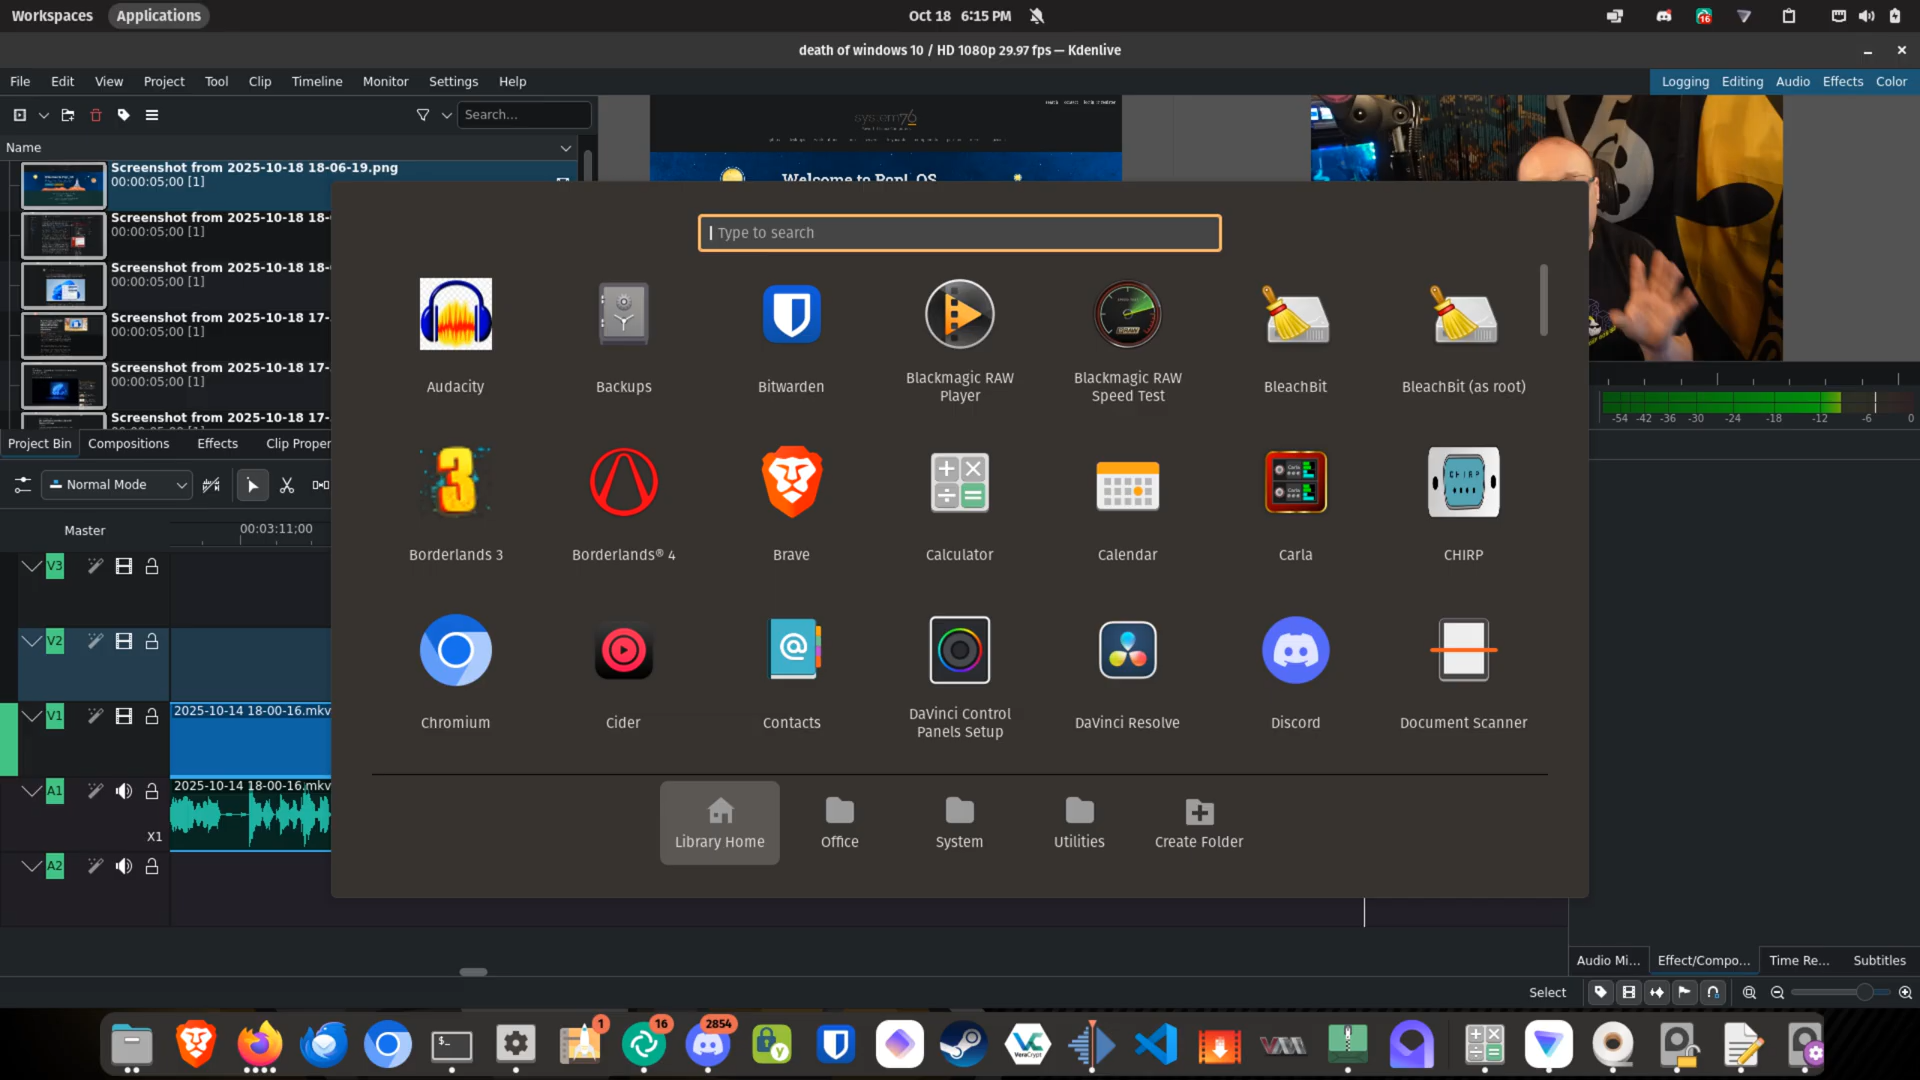 Workspaces
Applications
Oct 18 6:15 PM
16
death of windows 10 / HD 1080p 29.97 fps — Kdenlive
File Edit View Project Tool Clip Timeline Monitor Settings Help
Logging Editing Audio Effects Color
Search...
Name
Screenshot from 2025-10-18 18-06-19.png
00:00:05;00 [1]
Screenshot from 2025-10-18 18-
00:00:05;00 [1]
Screenshot from 2025-10-18 18-
00:00:05;00 [1]
Screenshot from 2025-10-18 17-
00:00:05;00 [1]
Screenshot from 2025-10-18 17-
00:00:05;00 [1]
Screenshot from 2025-10-18 17-
system76
Welcome to Pop!_OS
Type to search
Audacity
Backups
Bitwarden
Blackmagic RAW Player
Blackmagic RAW Speed Test
BleachBit
BleachBit (as root)
3
CHIRP
Borderlands 3
Borderlands® 4
Brave
Calculator
Calendar
Carla
CHIRP
Chromium
Cider
Contacts
DaVinci Control Panels Setup
DaVinci Resolve
Discord
Document Scanner
Library Home
Office
System
Utilities
Create Folder
-54 -42 -36 -30 -24 -18 -12 -6 0
Project Bin
Compositions
Effects
Clip Proper
Normal Mode
Master
00:03:11;00
V3
V2
V1
2025-10-14 18-00-16.mkv
A1
2025-10-14 18-00-16.mkv
X1
A2
Audio Mi...
Effect/Compo...
Time Re...
Subtitles
Select
1
16
2854
VeraCrypt